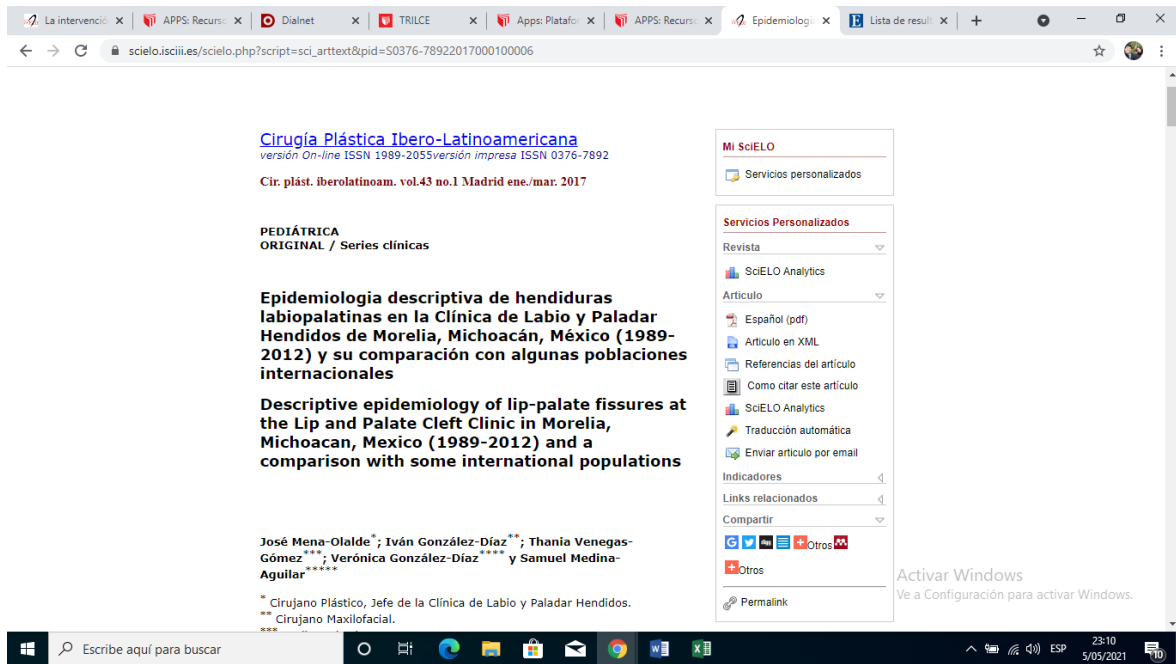 La intervenció
APPS: Recurso
Dialnet
TRILCE
Apps: Platafor
APPS: Recurso
Epidemiologi
Lista de result
scielo.isciii.es/scielo.php?script=sci_arttext&pid=S0376-78922017000100006
Cirugía Plástica Ibero-Latinoamericana
versión On-line ISSN 1989-2055versión impresa ISSN 0376-7892
Cir. plást. iberolatinoam. vol.43 no.1 Madrid ene./mar. 2017
PEDIÁTRICA
ORIGINAL / Series clínicas
Epidemiologia descriptiva de hendiduras
labiopalatinas en la Clínica de Labio y Paladar
Hendidos de Morelia, Michoacán, México (1989-
2012) y su comparación con algunas poblaciones
internacionales
Descriptive epidemiology of lip-palate fissures at
the Lip and Palate Cleft Clinic in Morelia,
Michoacan, Mexico (1989-2012) and a
comparison with some international populations
José Mena-Olalde*; Iván González-Díaz**; Thania Venegas-
Gómez***; Verónica González-Díaz**** y Samuel Medina-
Aguilar*****
* Cirujano Plástico, Jefe de la Clínica de Labio y Paladar Hendidos.
** Cirujano Maxilofacial.
Mi SciELO
Servicios personalizados
Servicios Personalizados
Revista
SciELO Analytics
Articulo
Español (pdf)
Articulo en XML
Referencias del artículo
Como citar este artículo
SciELO Analytics
Traducción automática
Enviar articulo por email
Indicadores
Links relacionados
Compartir
Otros
Otros
Permalink
Activar Windows
Ve a Configuración para activar Windows.
Escribe aquí para buscar
ESP
23:10
5/05/2021